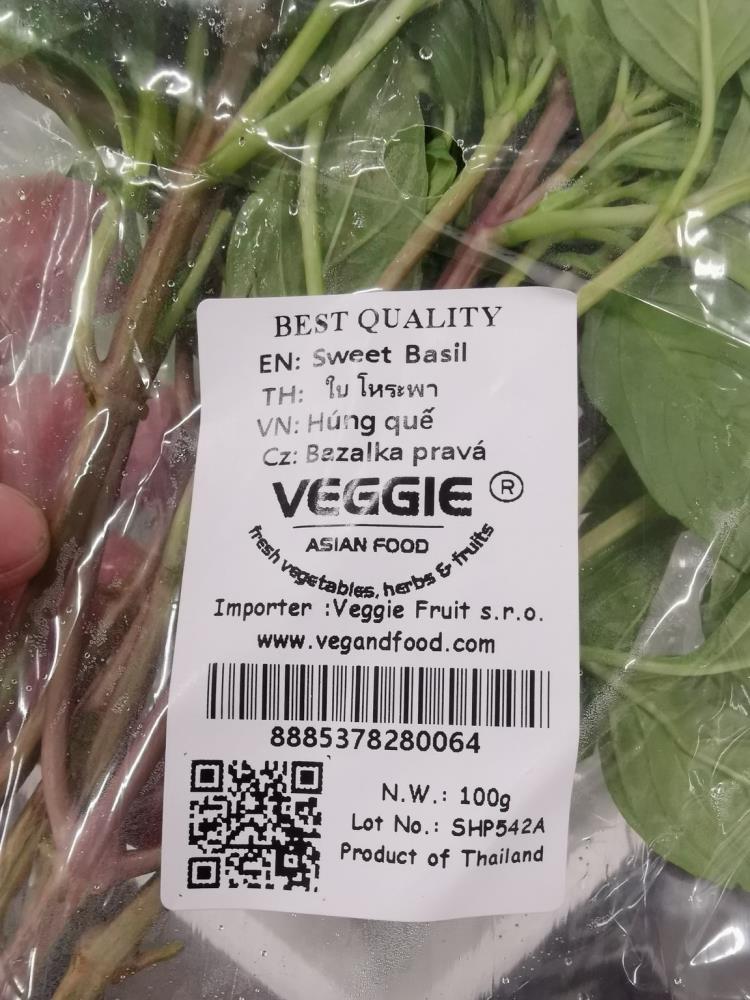 BEST QUALITY
EN: Sweet Basil
TH: ใบ โหระพา
VN: Húng quế
Cz: Bazalka pravá
VEGGIE ®
ASIAN FOOD
fresh vegetables, herbs & fruits
Importer :Veggie Fruit s.r.o.
www.vegandfood.com
8885378280064
N.W.: 100g
Lot No.: SHP542A
Product of Thailand